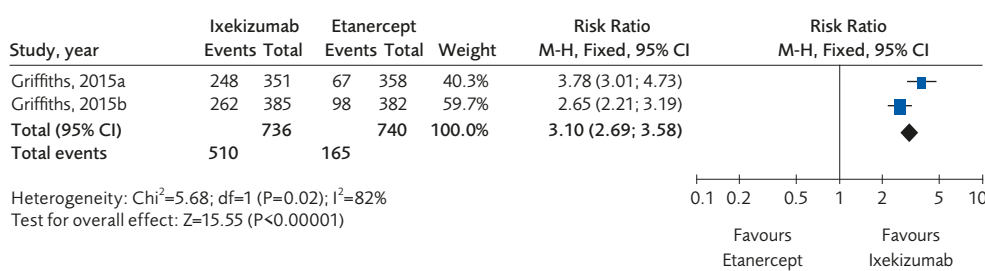 Ixekizumab Etanercept Risk Ratio Risk Ratio
Study, year Events Total Events Total Weight M-H, Fixed, 95% CI M-H, Fixed, 95% CI
Griffiths, 2015a 248 351 67 358 40.3% 3.78 (3.01; 4.73)
Griffiths, 2015b 262 385 98 382 59.7% 2.65 (2.21; 3.19)
Total (95% CI) 736 740 100.0% 3.10 (2.69; 3.58)
Total events 510 165
Heterogeneity: Chi²=5.68; df=1 (P=0.02); I²=82%
Test for overall effect: Z=15.55 (P<0.00001)
0.1 0.2 0.5 1 2 5 10
Favours Favours
Etanercept Ixekizumab